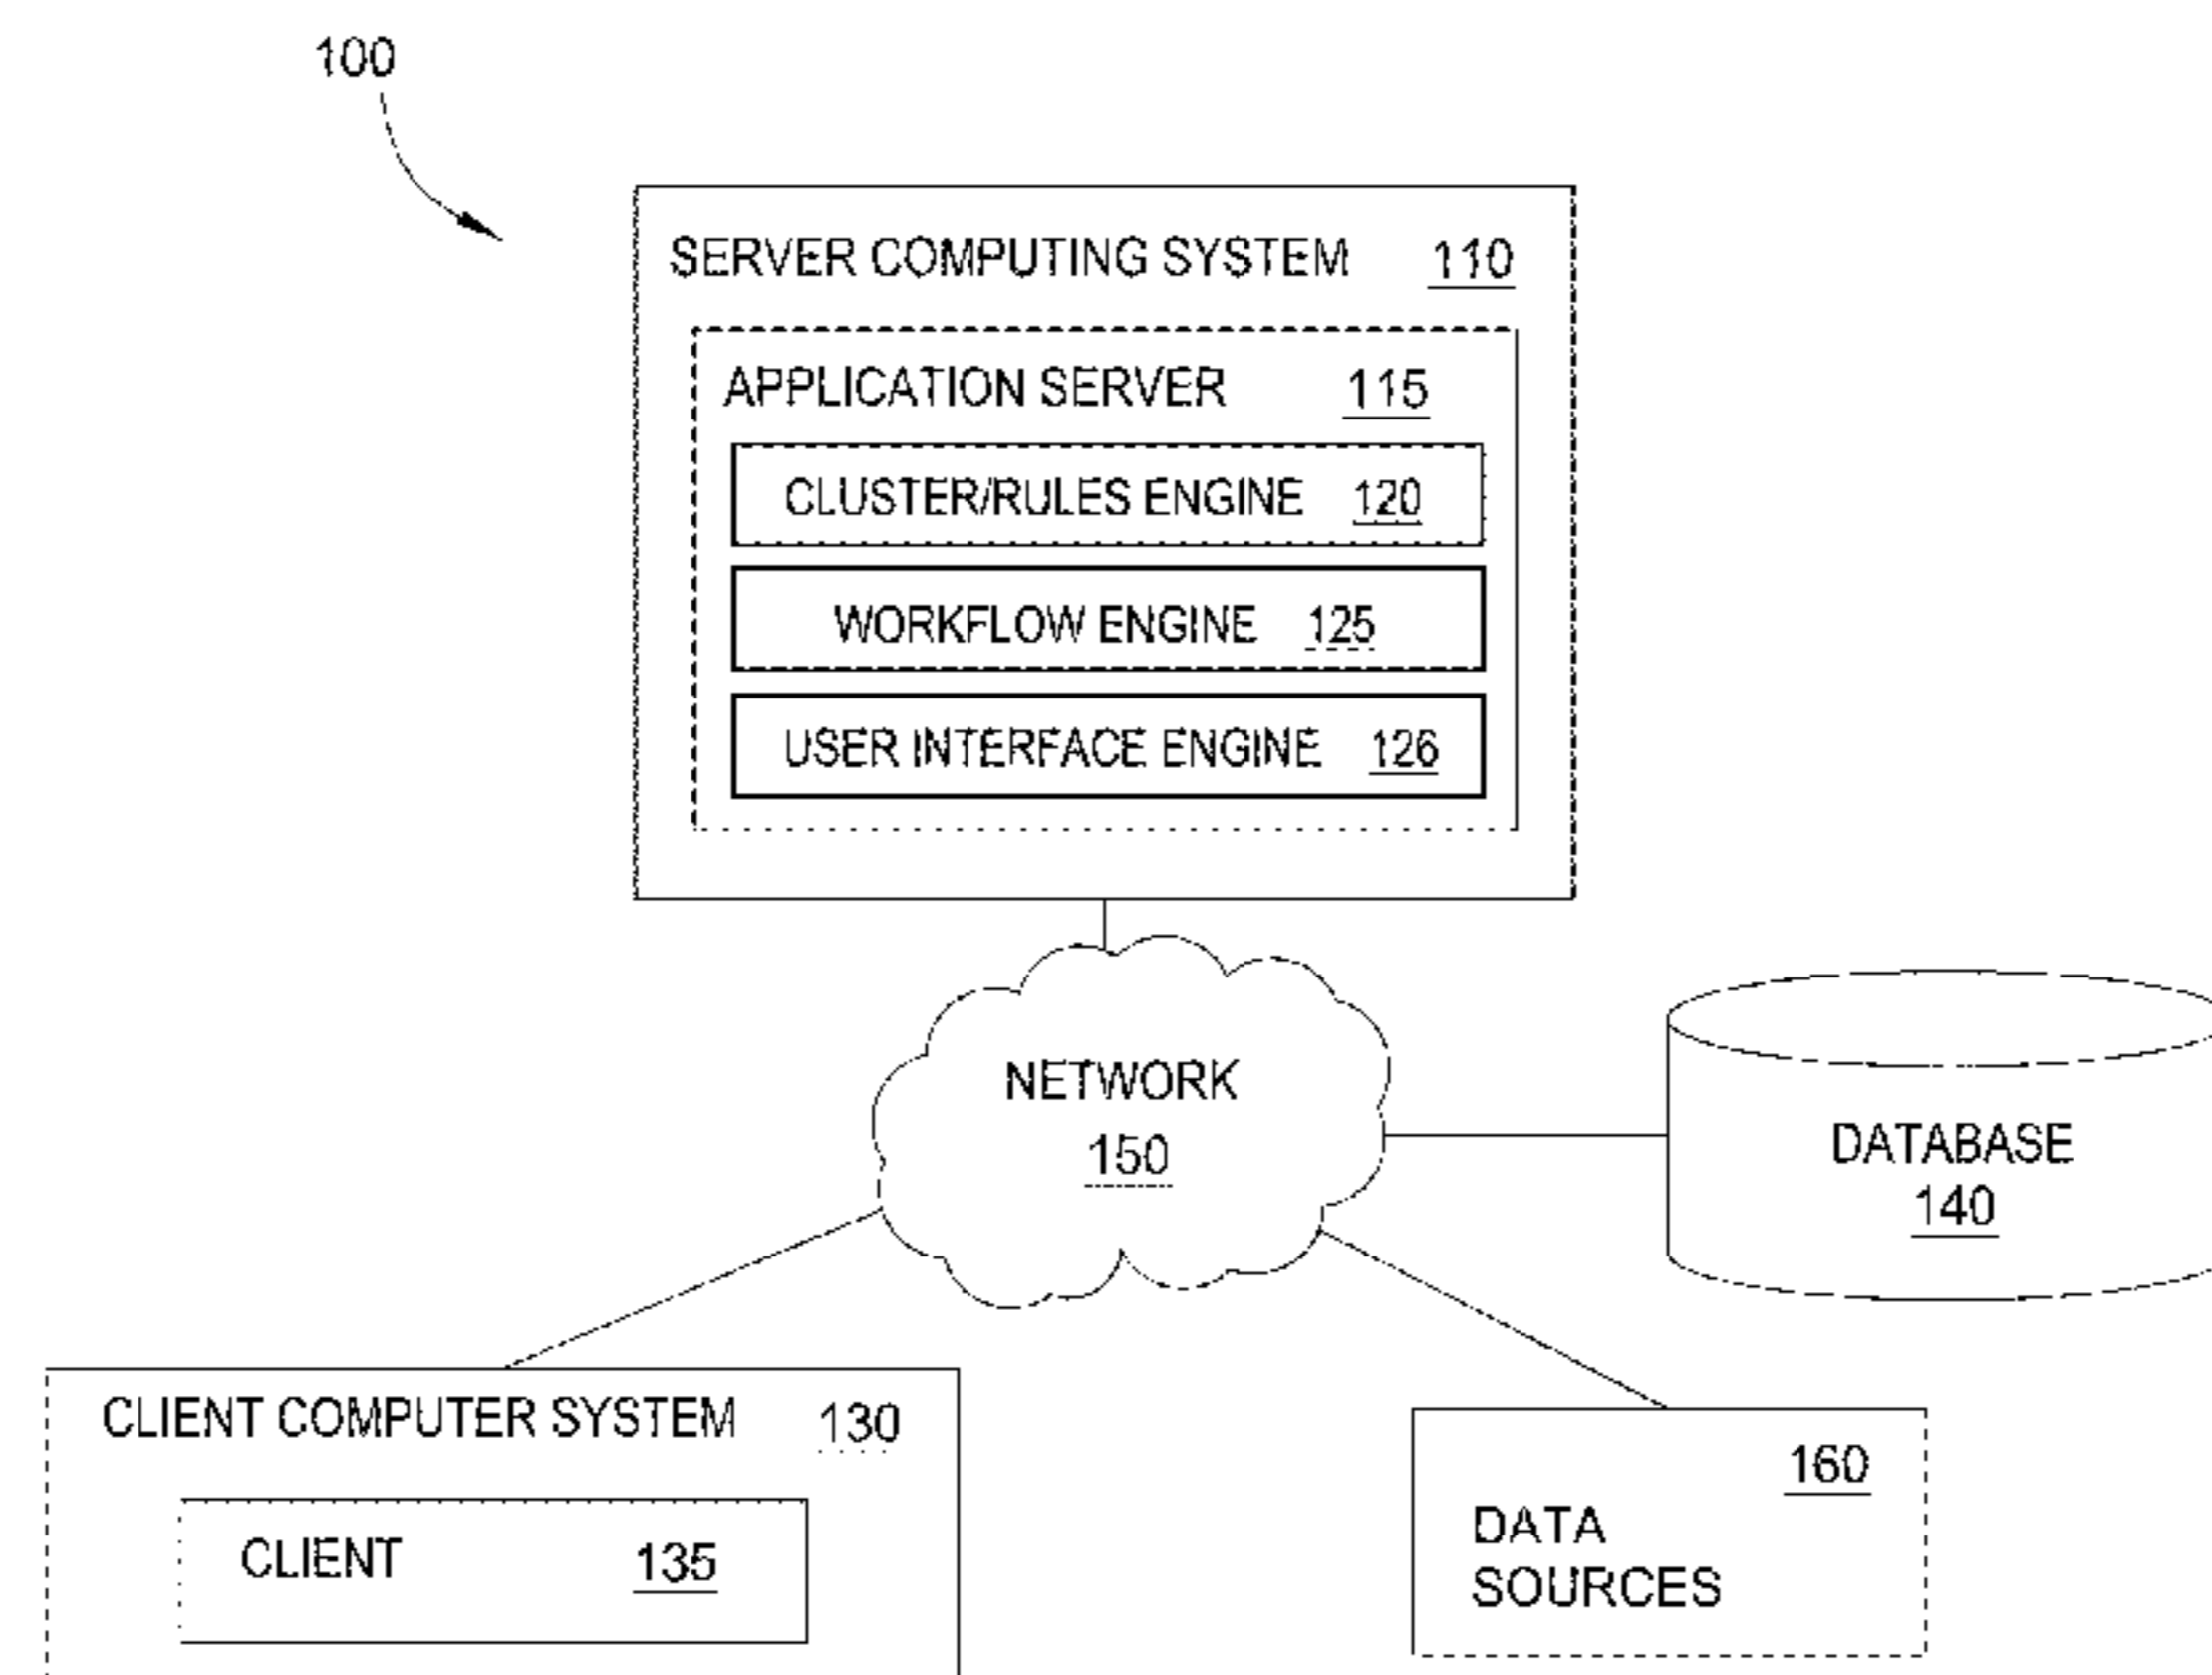 100
SERVER COMPUTING SYSTEM 110
APPLICATION SERVER 115
CLUSTER/RULES ENGINE 120
WORKFLOW ENGINE 125
USER INTERFACE ENGINE 126
NETWORK
150
DATABASE
140
CLIENT COMPUTER SYSTEM 130
CLIENT 135
160
DATA
SOURCES